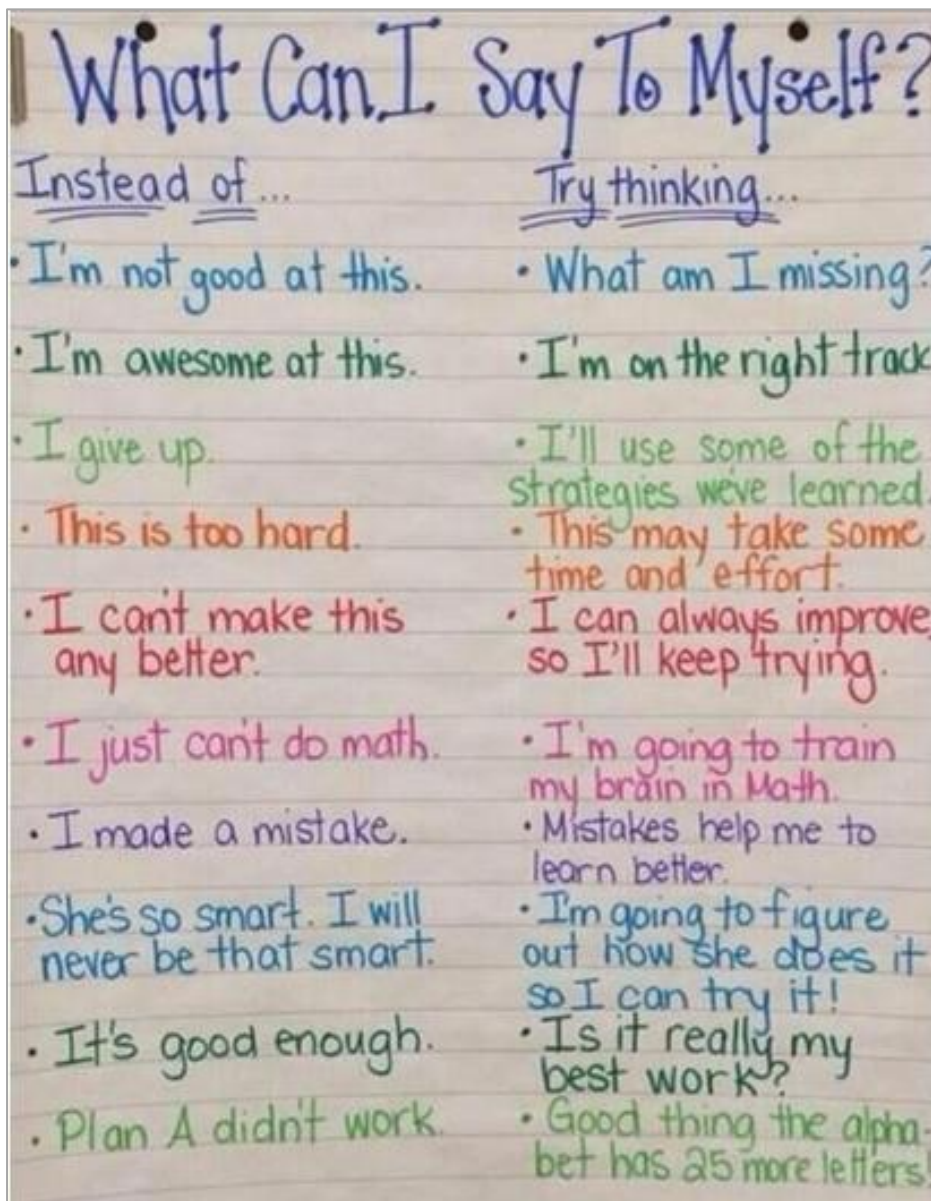 What Can I Say To Myself?
Instead of...
Try thinking...
• I'm not good at this.
• What am I missing?
• I'm awesome at this.
• I'm on the right track
• I give up.
• I'll use some of the
strategies we've learned.
• This is too hard.
• This may take some
time and effort.
• I can't make this
any better.
• I can always improve,
so I'll keep trying.
• I just can't do math.
• I'm going to train
my brain in Math.
• I made a mistake.
• Mistakes help me to
learn better.
• She's so smart. I will
never be that smart.
• I'm going to figure
out how she does it
so I can try it!
• It's good enough.
• Is it really my
best work?
• Plan A didn't work.
• Good thing the alpha-
bet has 25 more letters!